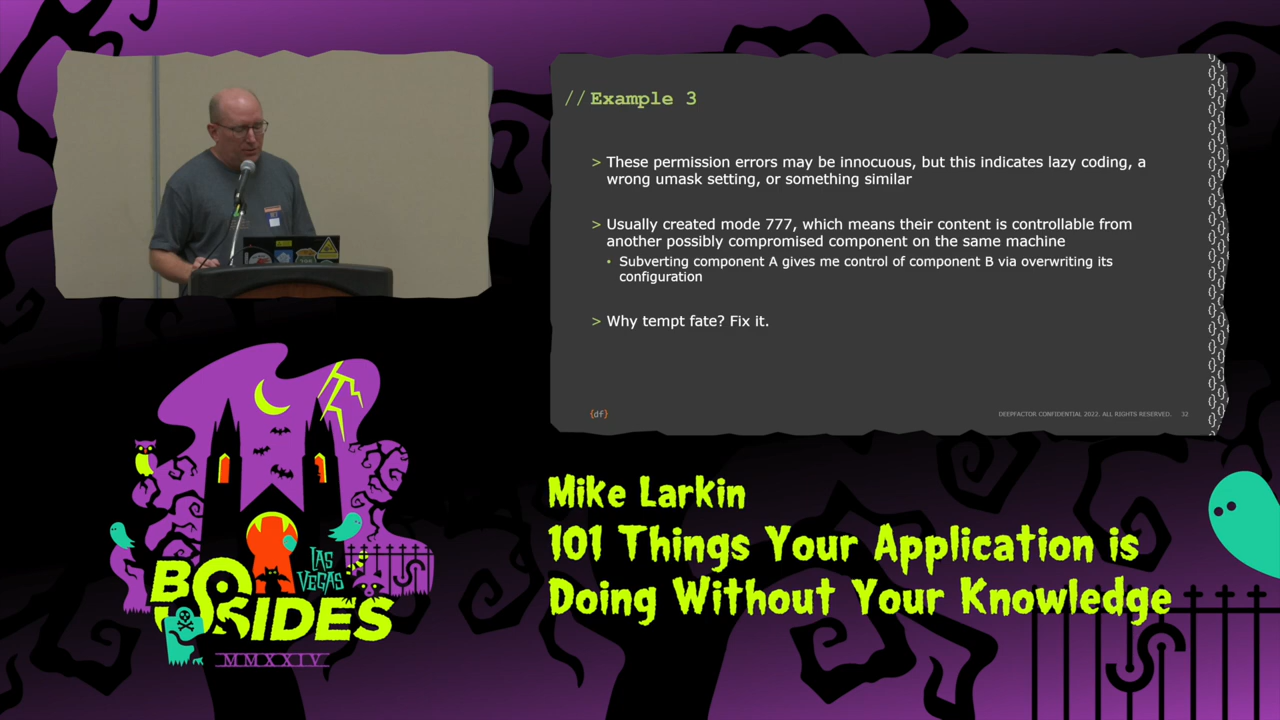 // Example 3
> These permission errors may be innocuous, but this indicates lazy coding, a
wrong umask setting, or something similar
> Usually created mode 777, which means their content is controllable from
another possibly compromised component on the same machine
• Subverting component A gives me control of component B via overwriting its
configuration
> Why tempt fate? Fix it.
{df}
DEEPFACTOR CONFIDENTIAL 2022. ALL RIGHTS RESERVED. 32
Mike Larkin
101 Things Your Application is
Doing Without Your Knowledge
LAS
VEGAS
BSIDES
MMXXIV